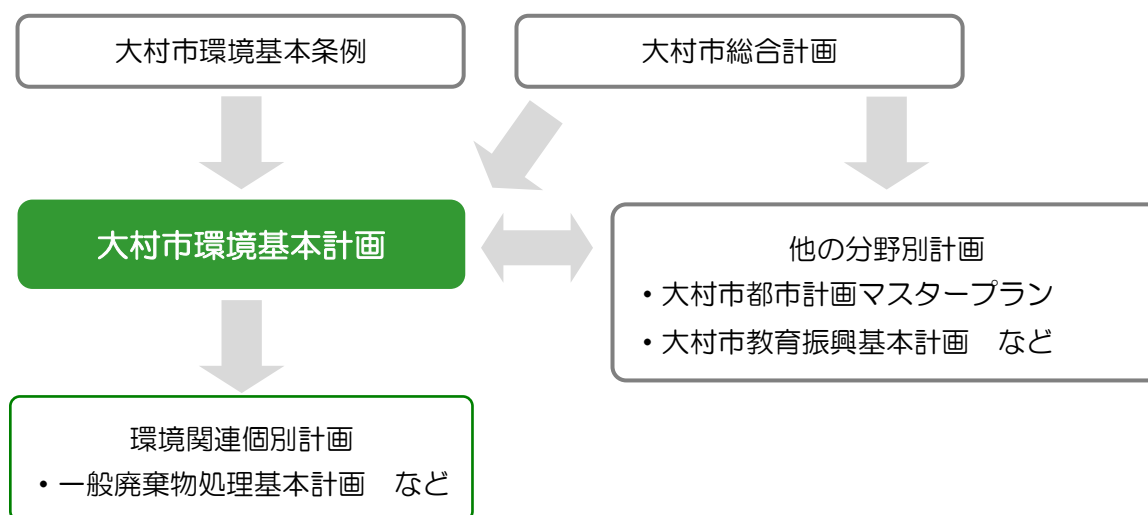 大村市環境基本条例
大村市総合計画
大村市環境基本計画
他の分野別計画
・大村市都市計画マスタープラン
・大村市教育振興基本計画　など
環境関連個別計画
・一般廃棄物処理基本計画　など